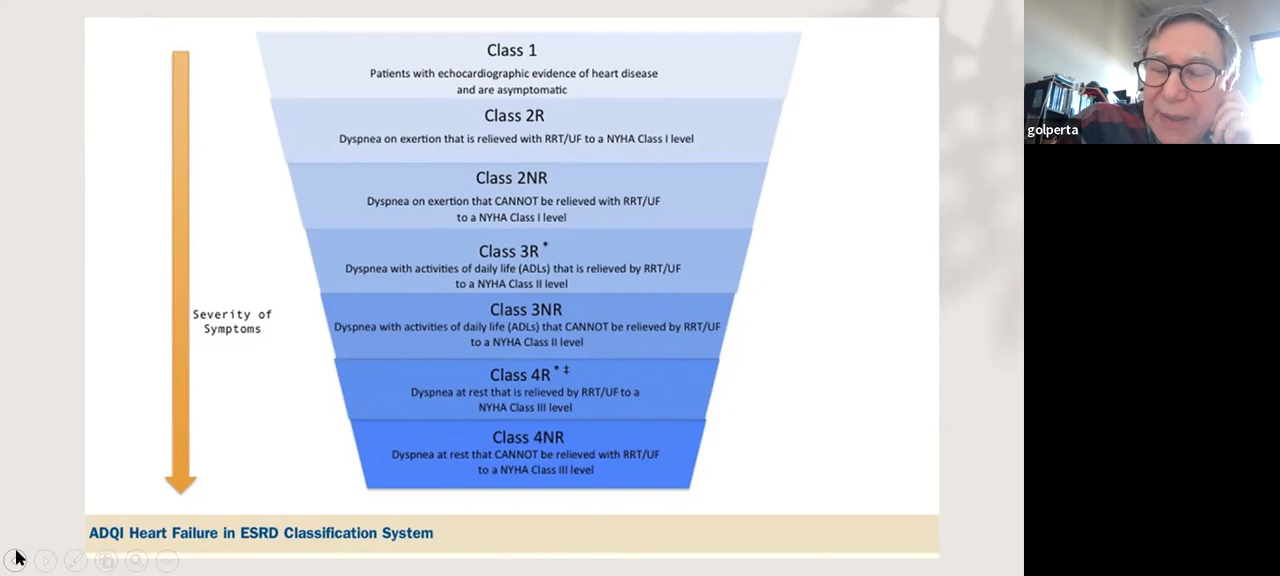 Class 1
Patients with echocardiographic evidence of heart disease
and are asymptomatic
Class 2R
Dyspnea on exertion that is relieved with RRT/UF to a NYHA Class I level
Class 2NR
Dyspnea on exertion that CANNOT be relieved with RRT/UF
to a NYHA Class I level
Class 3R *
Dyspnea with activities of daily life (ADLs) that is relieved by RRT/UF
to a NYHA Class II level
Class 3NR
Dyspnea with activities of daily life (ADLs) that CANNOT be relieved by RRT/UF
to a NYHA Class II level
Class 4R * ‡
Dyspnea at rest that is relieved by RRT/UF to a
NYHA Class III level
Class 4NR
Dyspnea at rest that CANNOT be relieved with RRT/UF
to a NYHA Class III level
Severity of
Symptoms
ADQI Heart Failure in ESRD Classification System
golperta